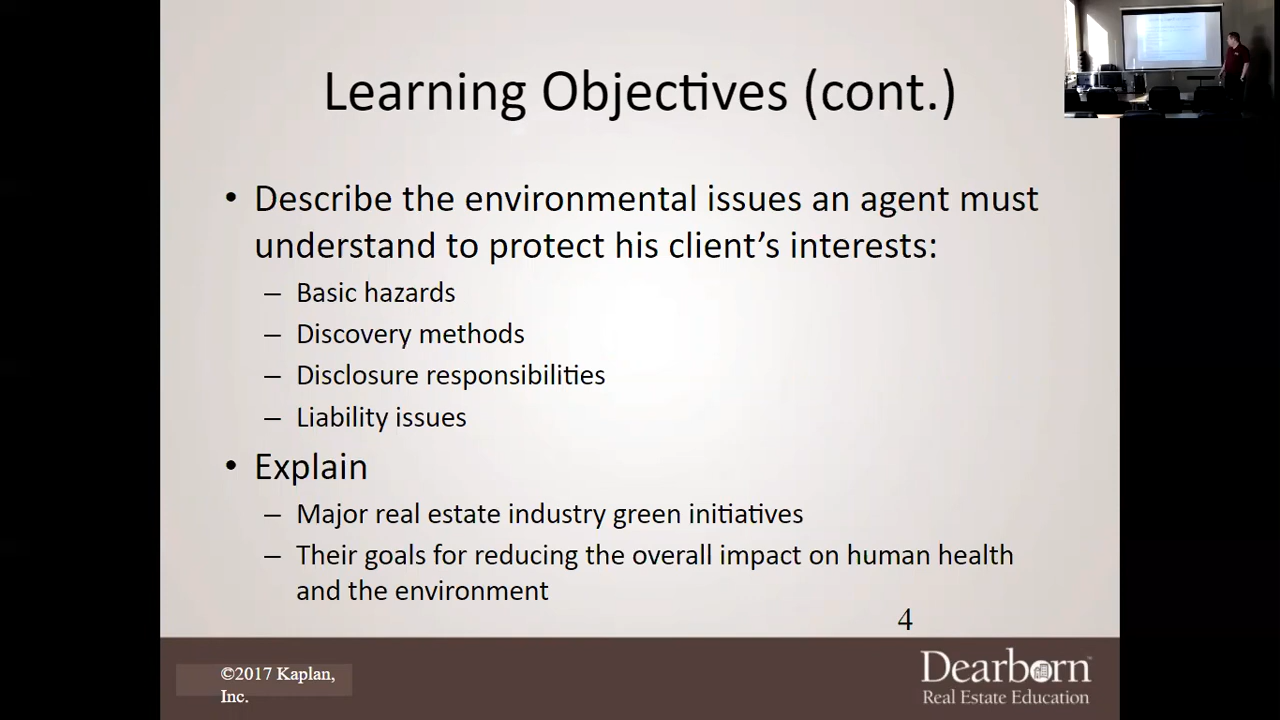 Learning Objectives (cont.)
• Describe the environmental issues an agent must
understand to protect his client's interests:
– Basic hazards
– Discovery methods
– Disclosure responsibilities
– Liability issues
• Explain
– Major real estate industry green initiatives
– Their goals for reducing the overall impact on human health
and the environment
4
©2017 Kaplan,
Inc.
Dearborn
Real Estate Education